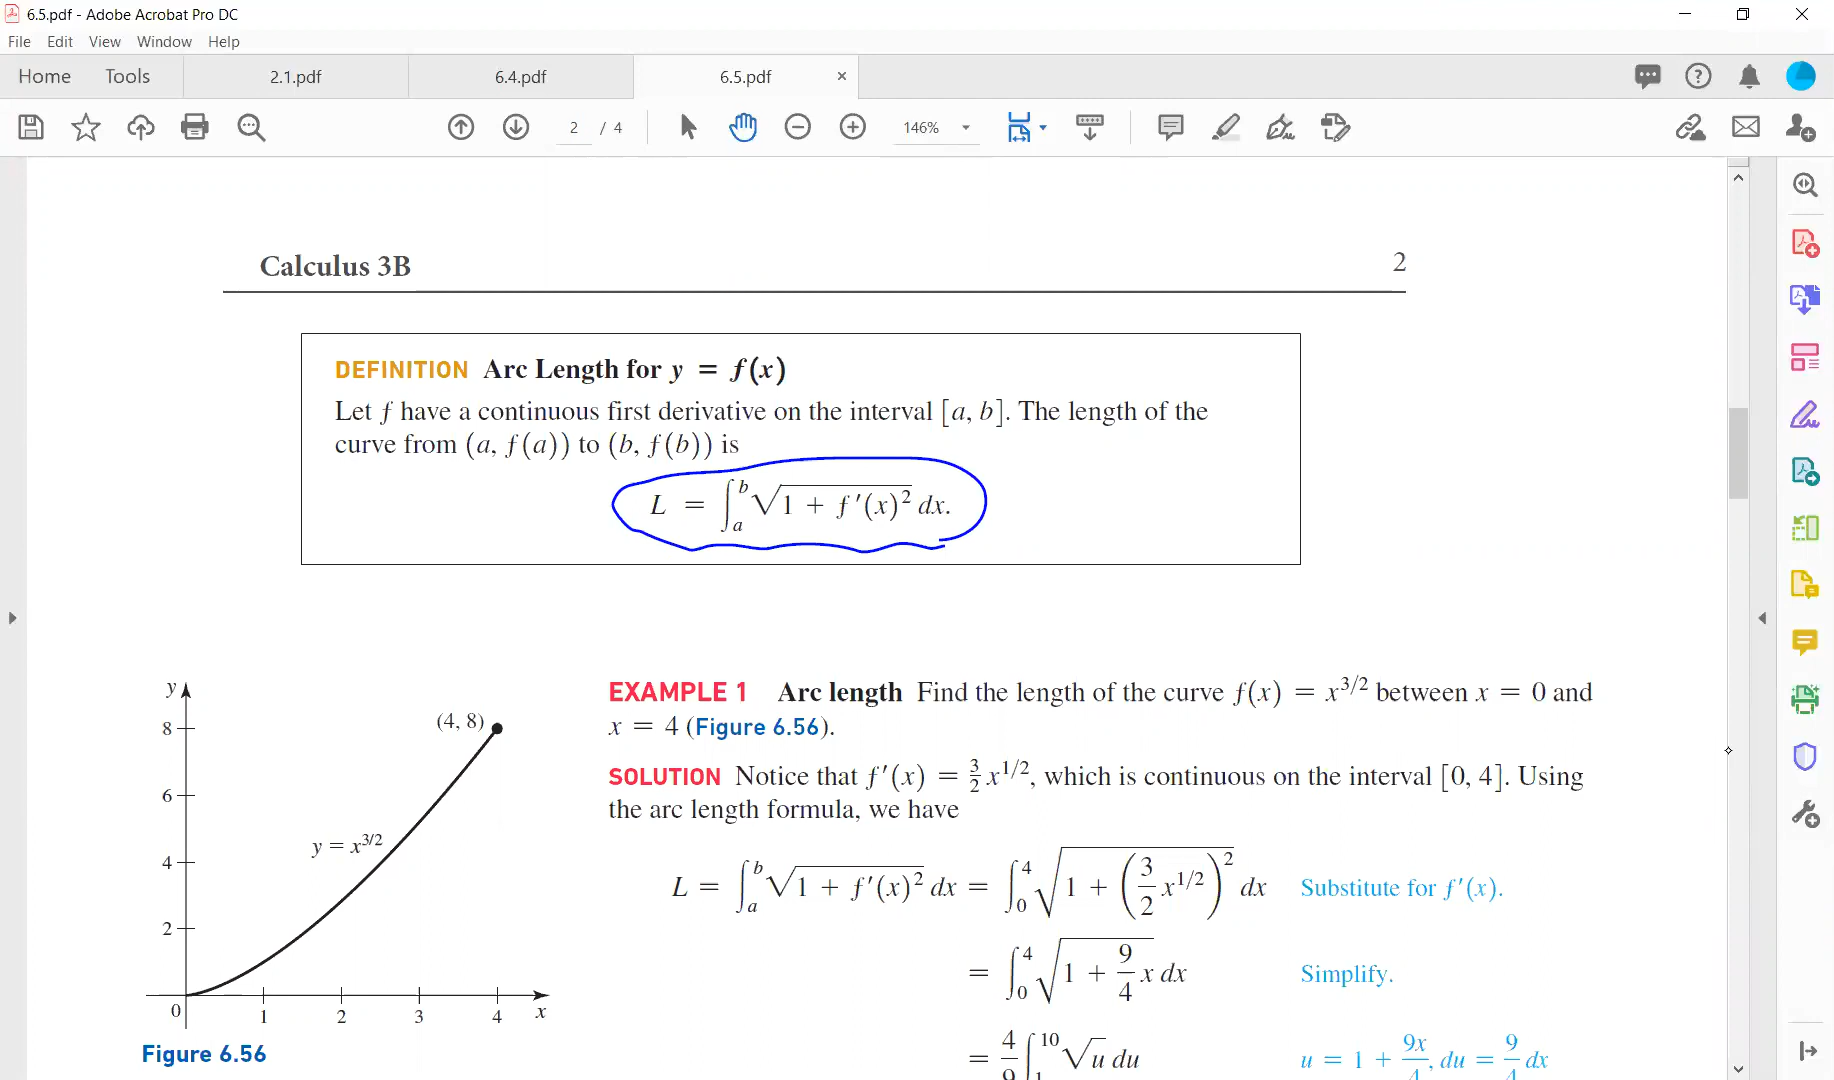 6.5.pdf - Adobe Acrobat Pro DC
File Edit View Window Help
Home Tools 2.1.pdf 6.4.pdf 6.5.pdf ×
2 / 4 146%
Calculus 3B 2
DEFINITION Arc Length for y = f(x)
Let f have a continuous first derivative on the interval [a, b]. The length of the
curve from (a, f(a)) to (b, f(b)) is
L = ∫_a^b √(1 + f′(x)²) dx.
y
8
6
4
2
0 1 2 3 4 x
(4, 8)
y = x^{3/2}
Figure 6.56
EXAMPLE 1 Arc length Find the length of the curve f(x) = x^{3/2} between x = 0 and
x = 4 (Figure 6.56).
SOLUTION Notice that f′(x) = 3/2 x^{1/2}, which is continuous on the interval [0, 4]. Using
the arc length formula, we have
L = ∫_a^b √(1 + f′(x)²) dx = ∫_0^4 √(1 + (3/2 x^{1/2})²) dx Substitute for f′(x).
= ∫_0^4 √(1 + 9/4 x) dx Simplify.
= 4/9 ∫_1^10 √u du u = 1 + 9x/4, du = 9/4 dx